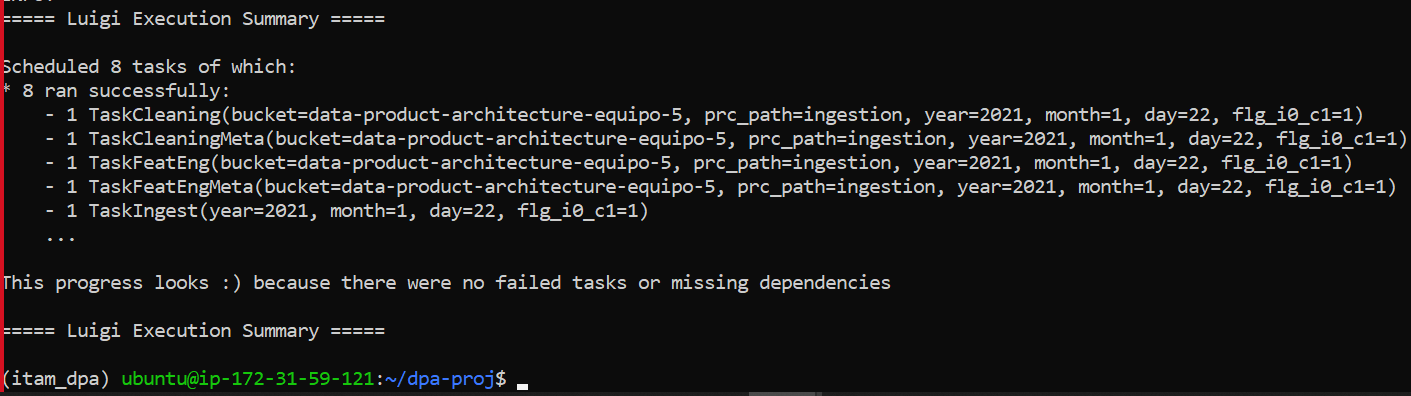 ===== Luigi Execution Summary =====
Scheduled 8 tasks of which:
* 8 ran successfully:
- 1 TaskCleaning(bucket=data-product-architecture-equipo-5, prc_path=ingestion, year=2021, month=1, day=22, flg_i0_c1=1)
- 1 TaskCleaningMeta(bucket=data-product-architecture-equipo-5, prc_path=ingestion, year=2021, month=1, day=22, flg_i0_c1=1)
- 1 TaskFeatEng(bucket=data-product-architecture-equipo-5, prc_path=ingestion, year=2021, month=1, day=22, flg_i0_c1=1)
- 1 TaskFeatEngMeta(bucket=data-product-architecture-equipo-5, prc_path=ingestion, year=2021, month=1, day=22, flg_i0_c1=1)
- 1 TaskIngest(year=2021, month=1, day=22, flg_i0_c1=1)
...
This progress looks :) because there were no failed tasks or missing dependencies
===== Luigi Execution Summary =====
(itam_dpa) ubuntu@ip-172-31-59-121:~/dpa-proj$